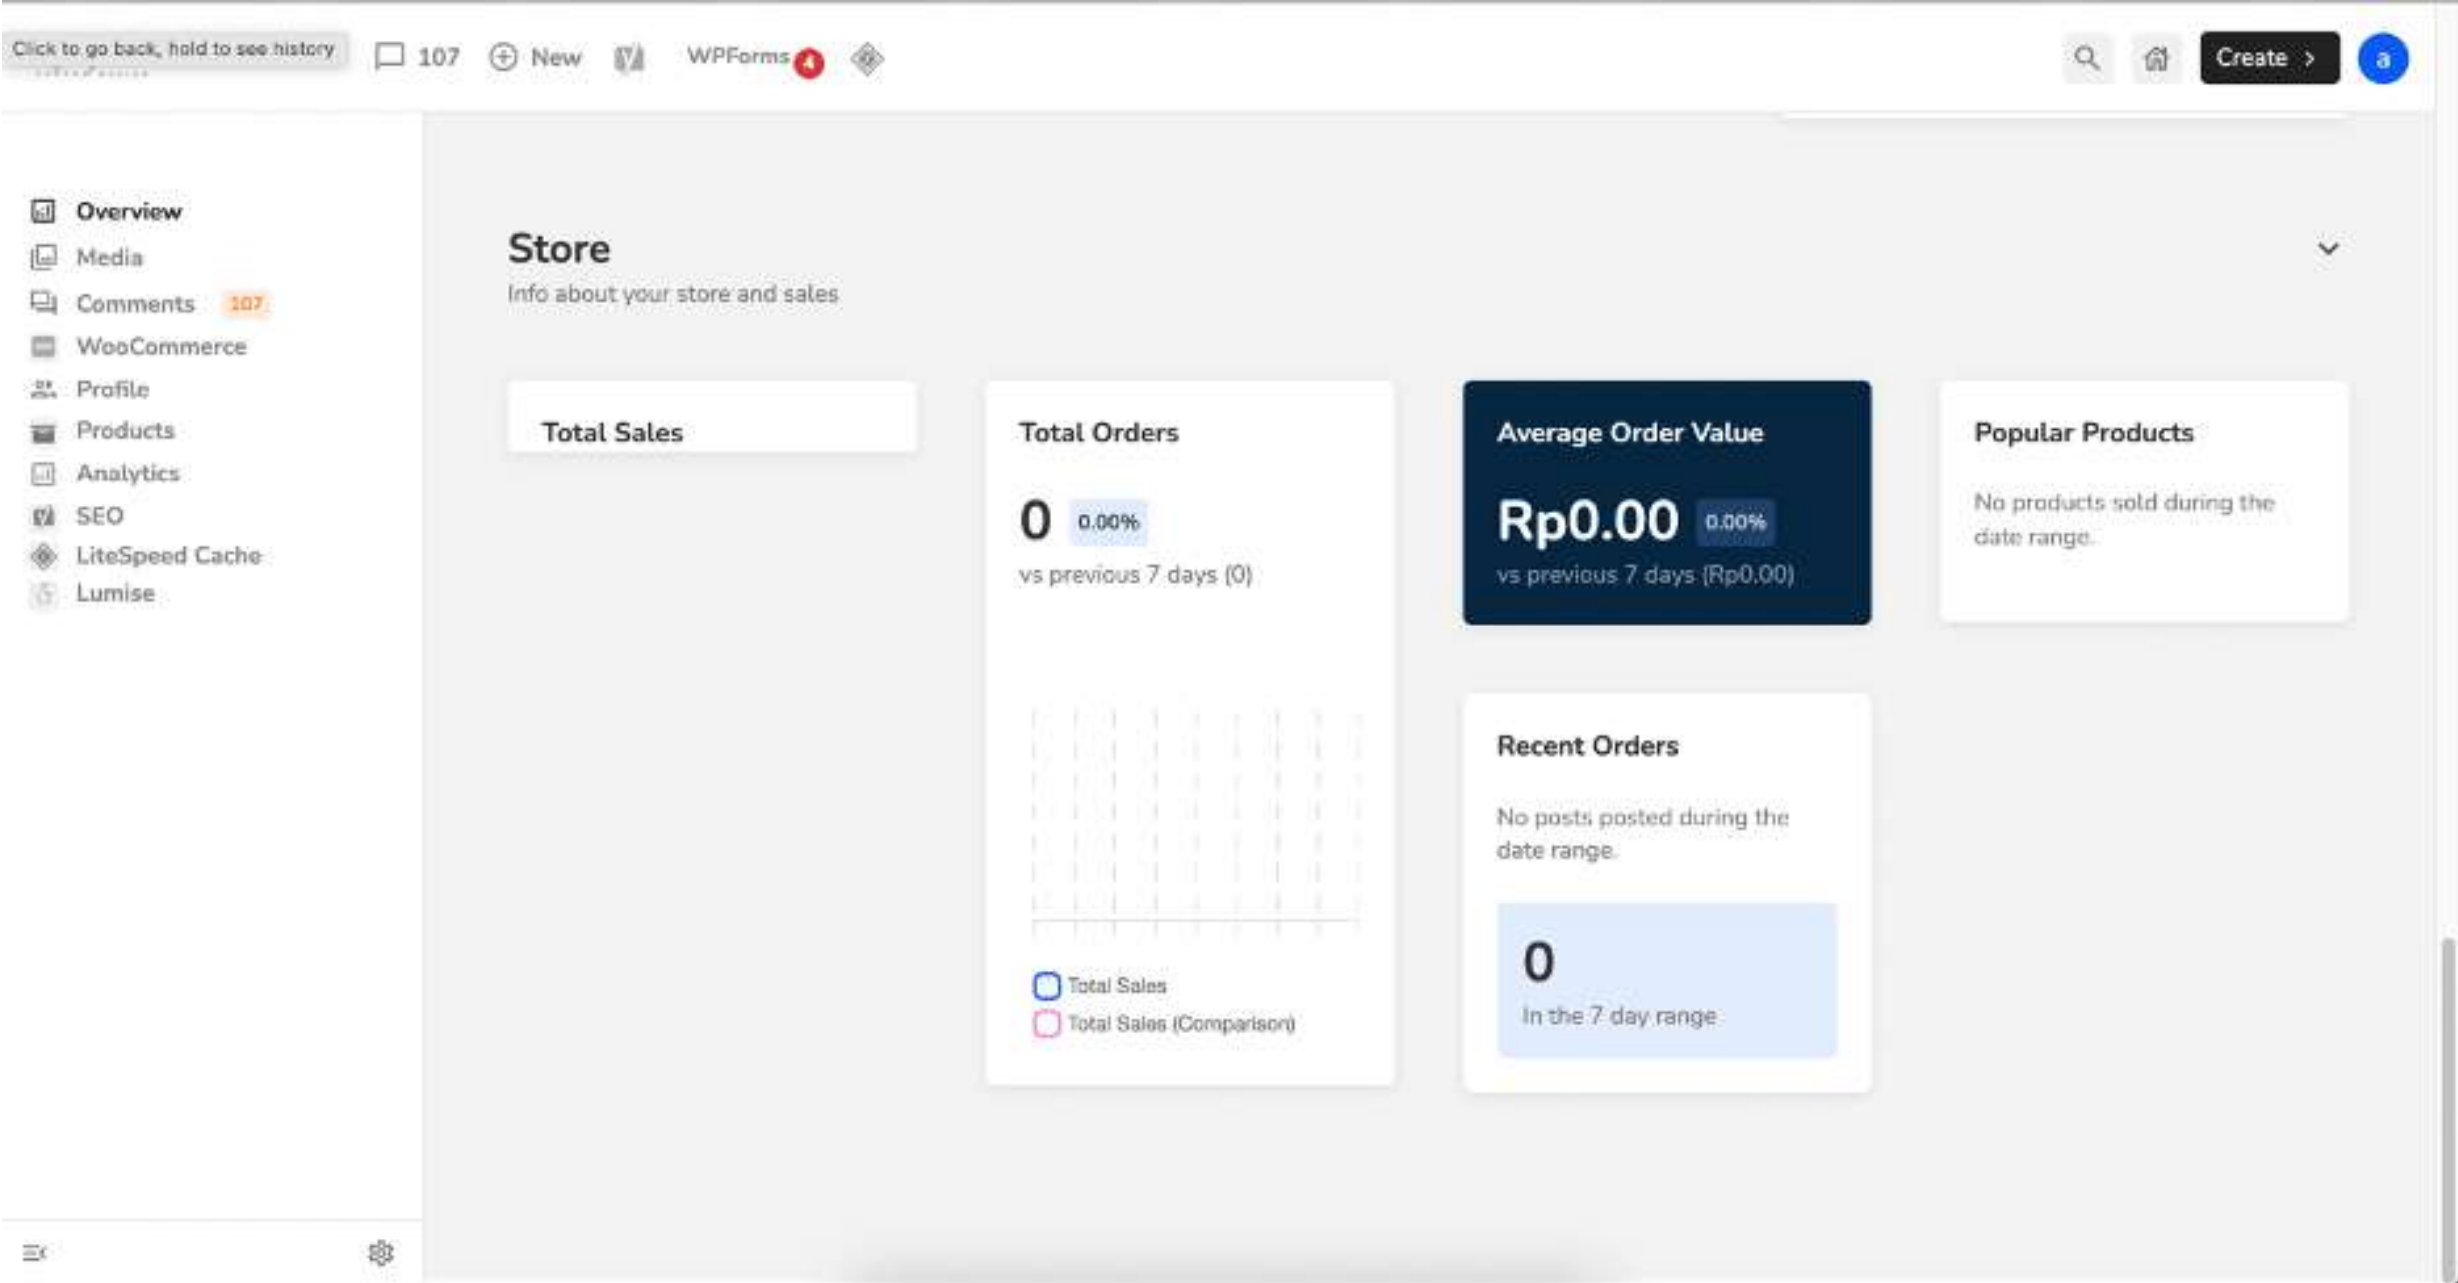 Click to go back, hold to see history
107
New
WPForms 4
Create >
a
Overview
Media
Comments 107
WooCommerce
Profile
Products
Analytics
SEO
LiteSpeed Cache
Lumise
Store
Info about your store and sales
Total Sales
Total Orders
0 0.00%
vs previous 7 days (0)
Total Sales
Total Sales (Comparison)
Average Order Value
Rp0.00 0.00%
vs previous 7 days (Rp0.00)
Recent Orders
No posts posted during the
date range.
0
In the 7 day range
Popular Products
No products sold during the
date range.